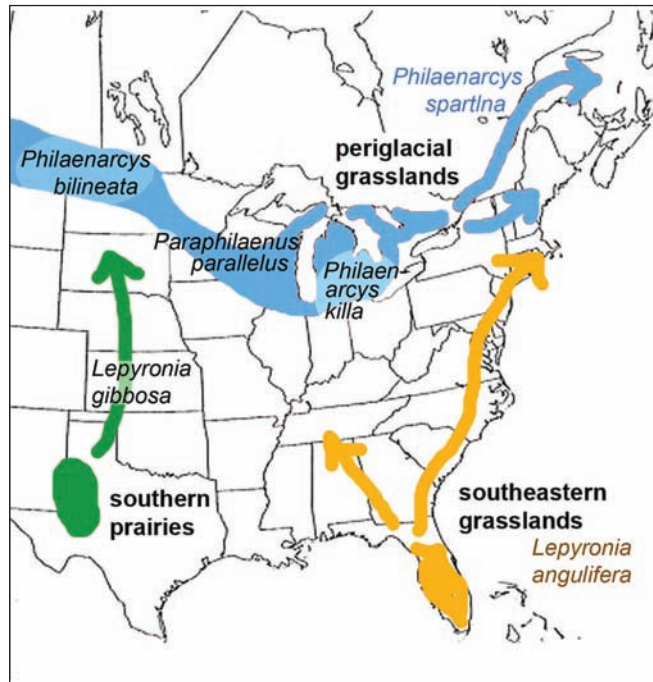 Philaenarcys
spartlna
periglacial
grasslands
Philaenarcys
bilineata
Paraphilaenus
parallelus
Philaen-
arcys
killa
Lepyronia
gibbosa
southern
prairies
southeastern
grasslands
Lepyronia
angulifera